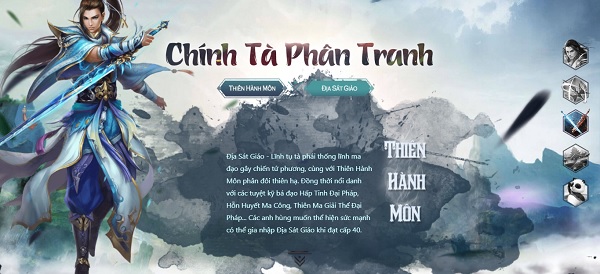 Chính Tà Phân Tranh
THIÊN HÀNH MÔN
ĐỊA SÁT GIÁO
Địa Sát Giáo - Lĩnh tụ tà phái thống lĩnh ma
đạo gây chiến tứ phương, cùng với Thiên Hành
Môn phân đôi thiên hạ. Đồng thời nổi danh
với các tuyệt kỹ bá đạo Hấp Tinh Đại Pháp,
Hỗn Huyết Ma Công, Thiên Ma Giải Thể Đại
Pháp... Các anh hùng muốn thể hiện sức mạnh
có thể gia nhập Địa Sát Giáo khi đạt cấp 40.
THIÊN
HÀNH
MÔN